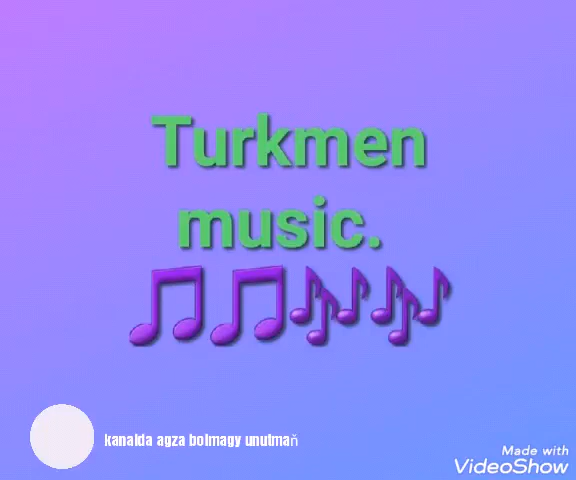 Turkmen
music.
kanalda agza bolmagy unutmaň
Made with
VideoShow